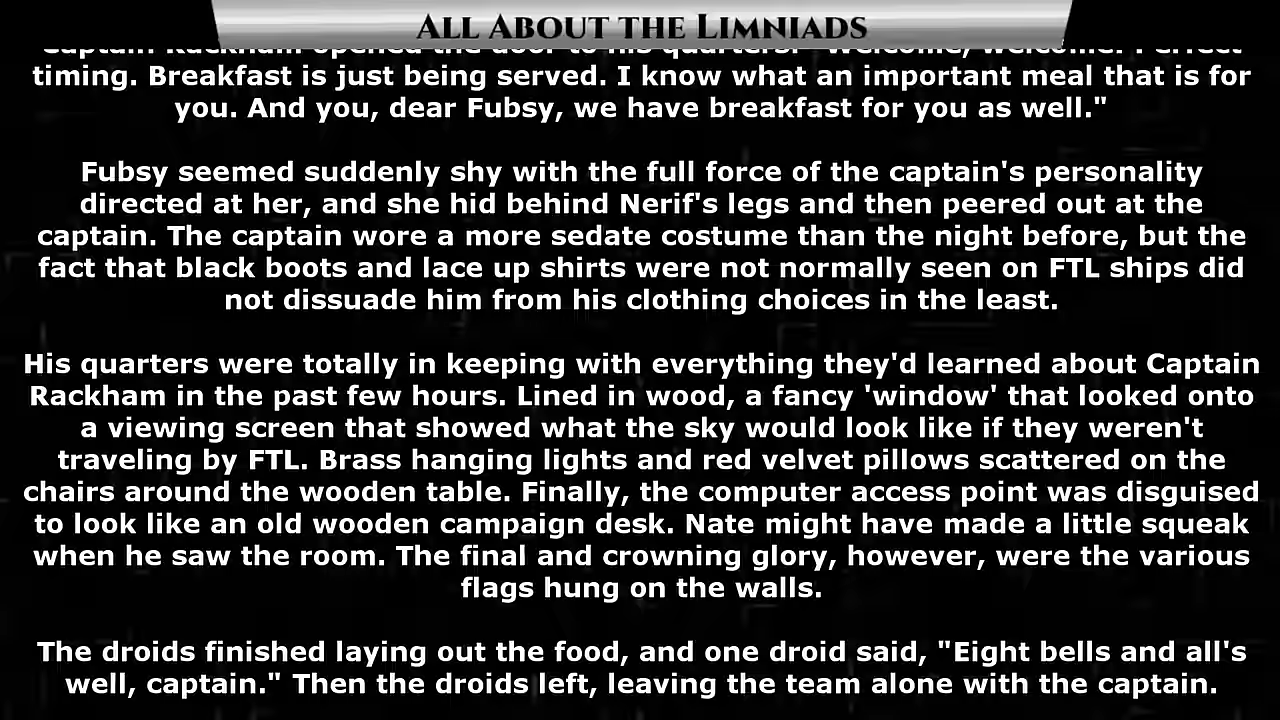 All About the Limniads
Captain Rackham opened the door to his quarters. "Welcome, welcome! Perfect
timing. Breakfast is just being served. I know what an important meal that is for
you. And you, dear Fubsy, we have breakfast for you as well."
Fubsy seemed suddenly shy with the full force of the captain's personality
directed at her, and she hid behind Nerif's legs and then peered out at the
captain. The captain wore a more sedate costume than the night before, but the
fact that black boots and lace up shirts were not normally seen on FTL ships did
not dissuade him from his clothing choices in the least.
His quarters were totally in keeping with everything they'd learned about Captain
Rackham in the past few hours. Lined in wood, a fancy 'window' that looked onto
a viewing screen that showed what the sky would look like if they weren't
traveling by FTL. Brass hanging lights and red velvet pillows scattered on the
chairs around the wooden table. Finally, the computer access point was disguised
to look like an old wooden campaign desk. Nate might have made a little squeak
when he saw the room. The final and crowning glory, however, were the various
flags hung on the walls.
The droids finished laying out the food, and one droid said, "Eight bells and all's
well, captain." Then the droids left, leaving the team alone with the captain.